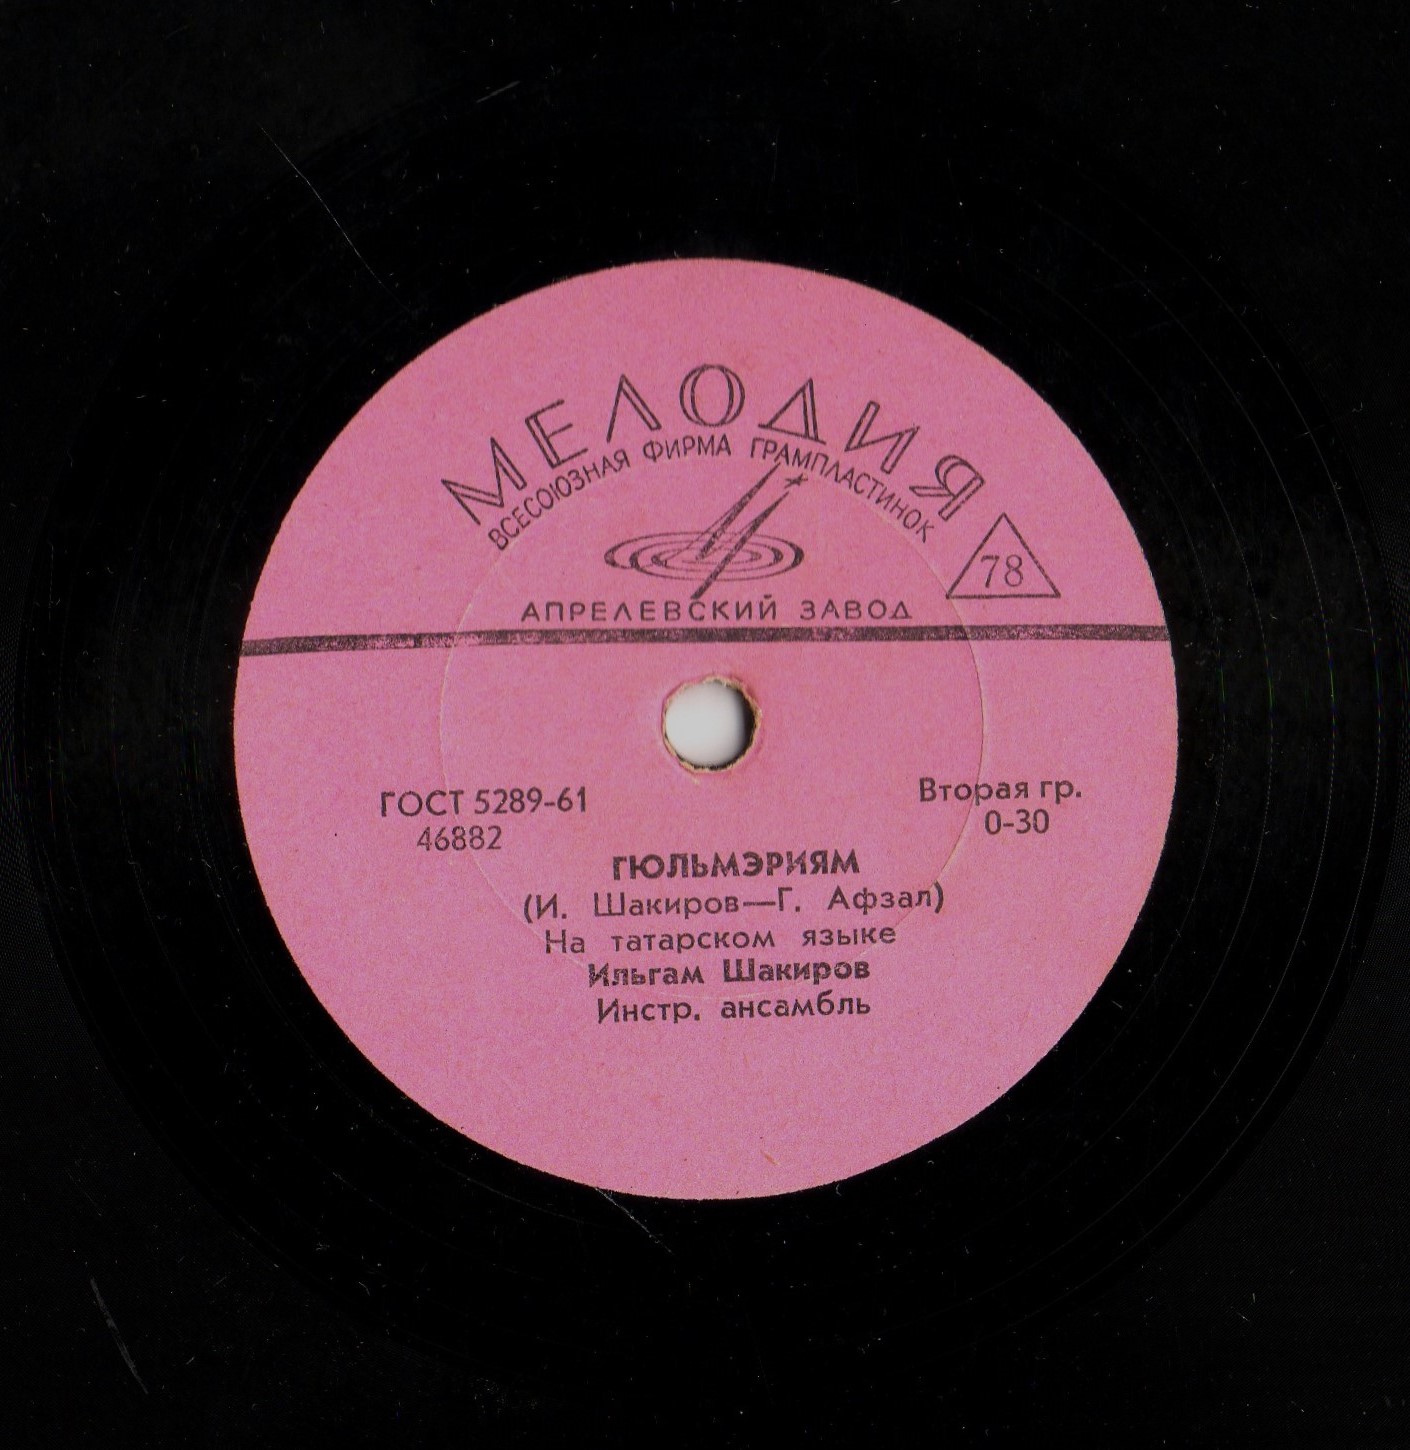 МЕЛОДИЯ
ВСЕСОЮЗНАЯ ФИРМА ГРАМПЛАСТИНОК
78
АПРЕЛЕВСКИЙ ЗАВОД
ГОСТ 5289-61
46882
Вторая гр.
0-30
ГЮЛЬМЭРИЯМ
(И. Шакиров—Г. Афзал)
На татарском языке
Ильгам Шакиров
Инстр. ансамбль